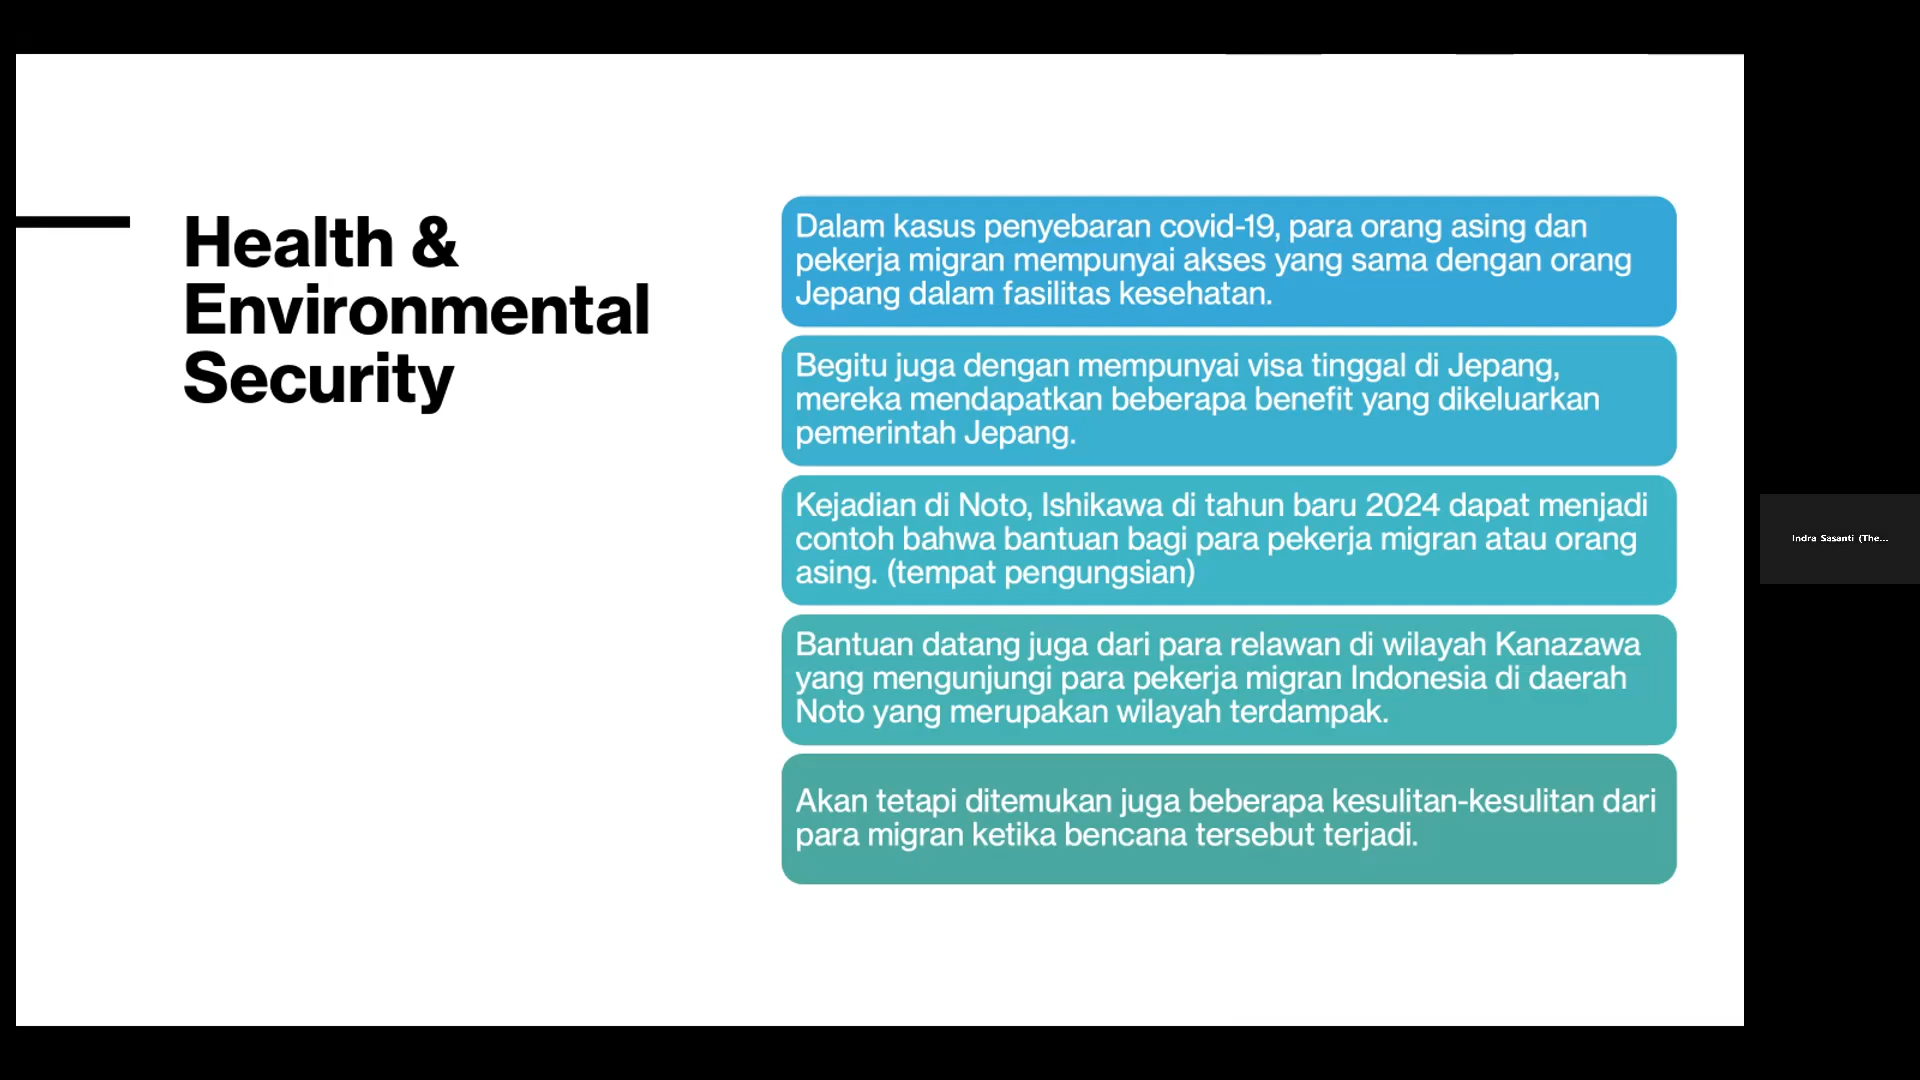 Health &
Environmental
Security
Dalam kasus penyebaran covid-19, para orang asing dan
pekerja migran mempunyai akses yang sama dengan orang
Jepang dalam fasilitas kesehatan.
Begitu juga dengan mempunyai visa tinggal di Jepang,
mereka mendapatkan beberapa benefit yang dikeluarkan
pemerintah Jepang.
Kejadian di Noto, Ishikawa di tahun baru 2024 dapat menjadi
contoh bahwa bantuan bagi para pekerja migran atau orang
asing. (tempat pengungsian)
Bantuan datang juga dari para relawan di wilayah Kanazawa
yang mengunjungi para pekerja migran Indonesia di daerah
Noto yang merupakan wilayah terdampak.
Akan tetapi ditemukan juga beberapa kesulitan-kesulitan dari
para migran ketika bencana tersebut terjadi.
Indra Sasanti (The...